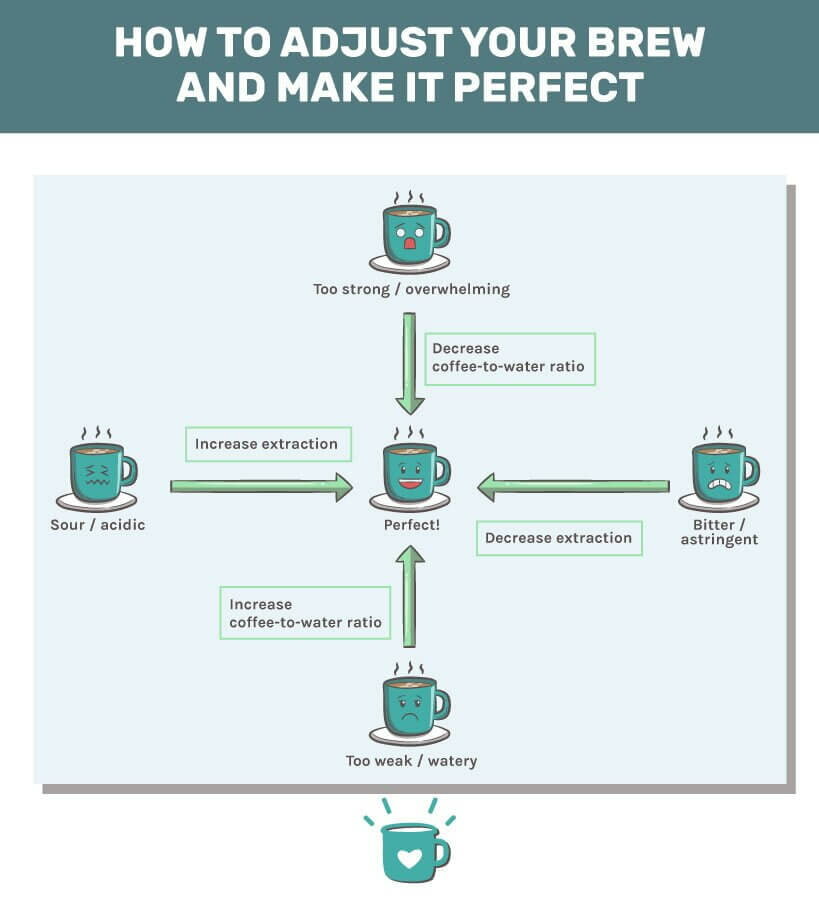 HOW TO ADJUST YOUR BREW
AND MAKE IT PERFECT
Too strong / overwhelming
Decrease
coffee-to-water ratio
Increase extraction
Sour / acidic
Perfect!
Decrease extraction
Bitter /
astringent
Increase
coffee-to-water ratio
Too weak / watery